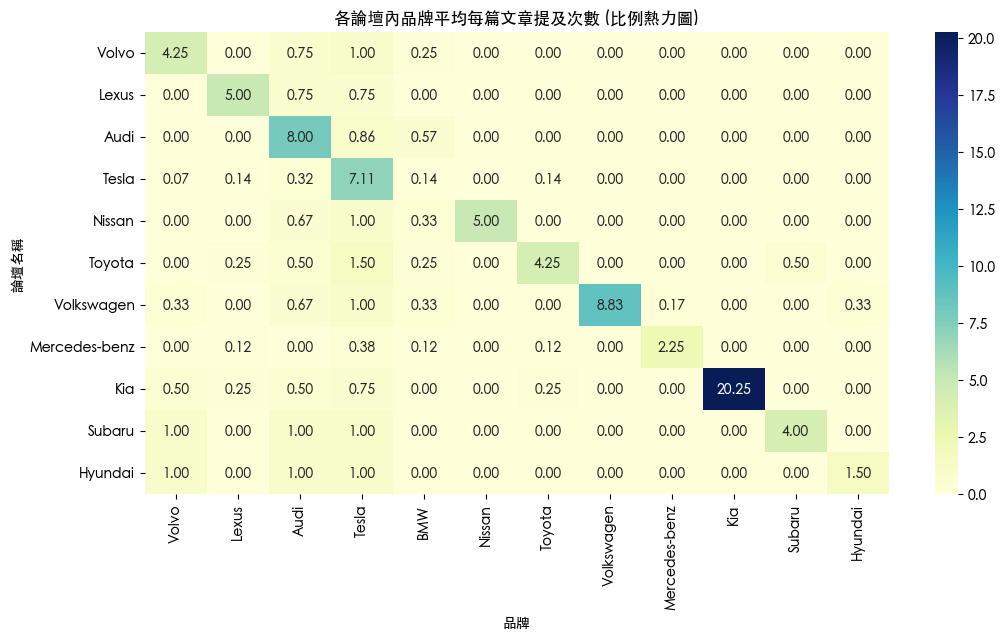 各論壇內品牌平均每篇文章提及次數 (比例熱力圖)
Volvo 4.25 0.00 0.75 1.00 0.25 0.00 0.00 0.00 0.00 0.00 0.00 0.00
Lexus 0.00 5.00 0.75 0.75 0.00 0.00 0.00 0.00 0.00 0.00 0.00 0.00
Audi 0.00 0.00 8.00 0.86 0.57 0.00 0.00 0.00 0.00 0.00 0.00 0.00
Tesla 0.07 0.14 0.32 7.11 0.14 0.00 0.14 0.00 0.00 0.00 0.00 0.00
Nissan 0.00 0.00 0.67 1.00 0.33 5.00 0.00 0.00 0.00 0.00 0.00 0.00
Toyota 0.00 0.25 0.50 1.50 0.25 0.00 4.25 0.00 0.00 0.00 0.50 0.00
Volkswagen 0.33 0.00 0.67 1.00 0.33 0.00 0.00 8.83 0.17 0.00 0.00 0.33
Mercedes-benz 0.00 0.12 0.00 0.38 0.12 0.00 0.12 0.00 2.25 0.00 0.00 0.00
Kia 0.50 0.25 0.50 0.75 0.00 0.00 0.25 0.00 0.00 20.25 0.00 0.00
Subaru 1.00 0.00 1.00 1.00 0.00 0.00 0.00 0.00 0.00 0.00 4.00 0.00
Hyundai 1.00 0.00 1.00 1.00 0.00 0.00 0.00 0.00 0.00 0.00 0.00 1.50
論壇名稱
Volvo Lexus Audi Tesla BMW Nissan Toyota Volkswagen Mercedes-benz Kia Subaru Hyundai
品牌
20.0
17.5
15.0
12.5
10.0
7.5
5.0
2.5
0.0